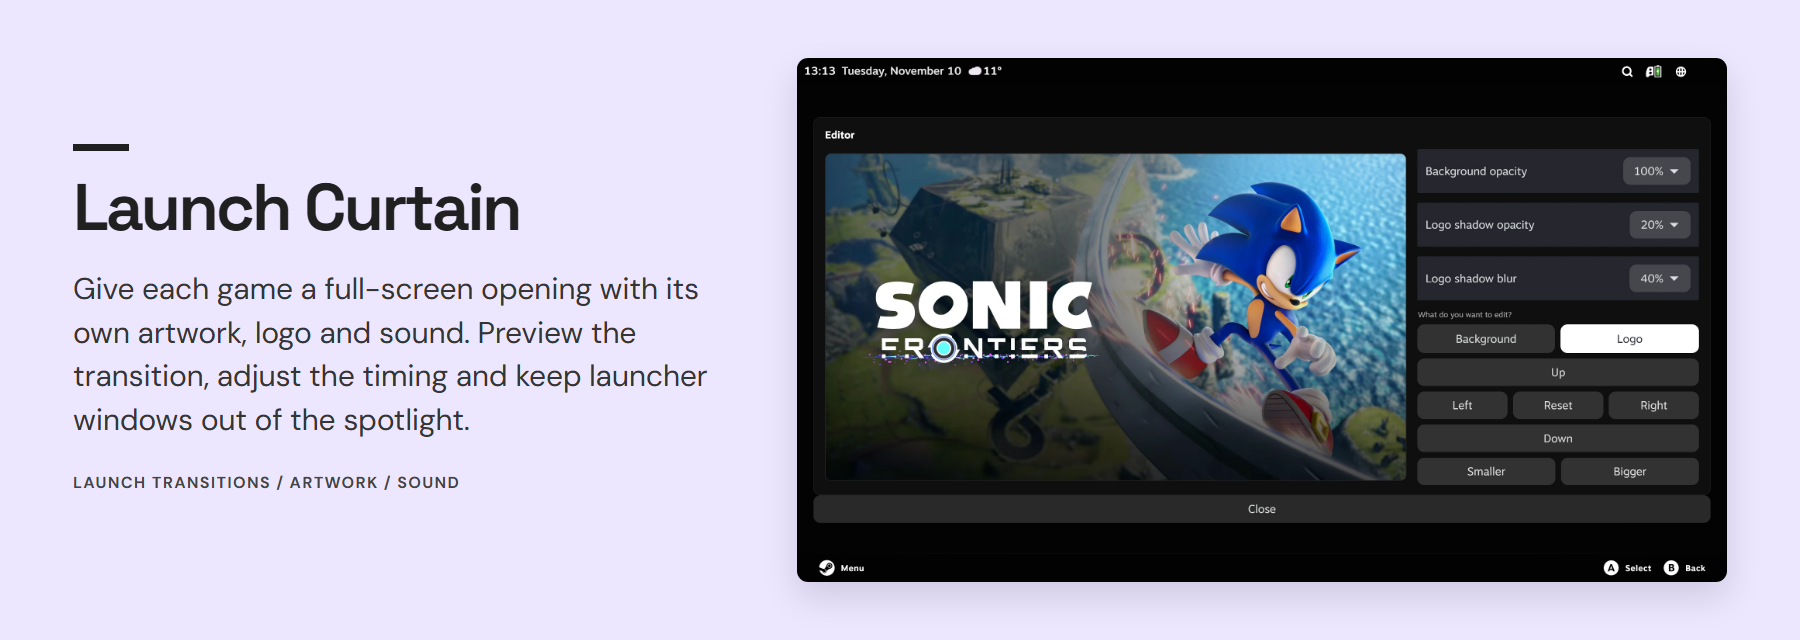 Launch Curtain
Give each game a full-screen opening with its
own artwork, logo and sound. Preview the
transition, adjust the timing and keep launcher
windows out of the spotlight.
LAUNCH TRANSITIONS / ARTWORK / SOUND
13:13 Tuesday, November 10 11°
Editor
SONIC
FRONTIERS
Background opacity 100%
Logo shadow opacity 20%
Logo shadow blur 40%
What do you want to edit?
Background Logo
Up
Left Reset Right
Down
Smaller Bigger
Close
Menu
A Select B Back